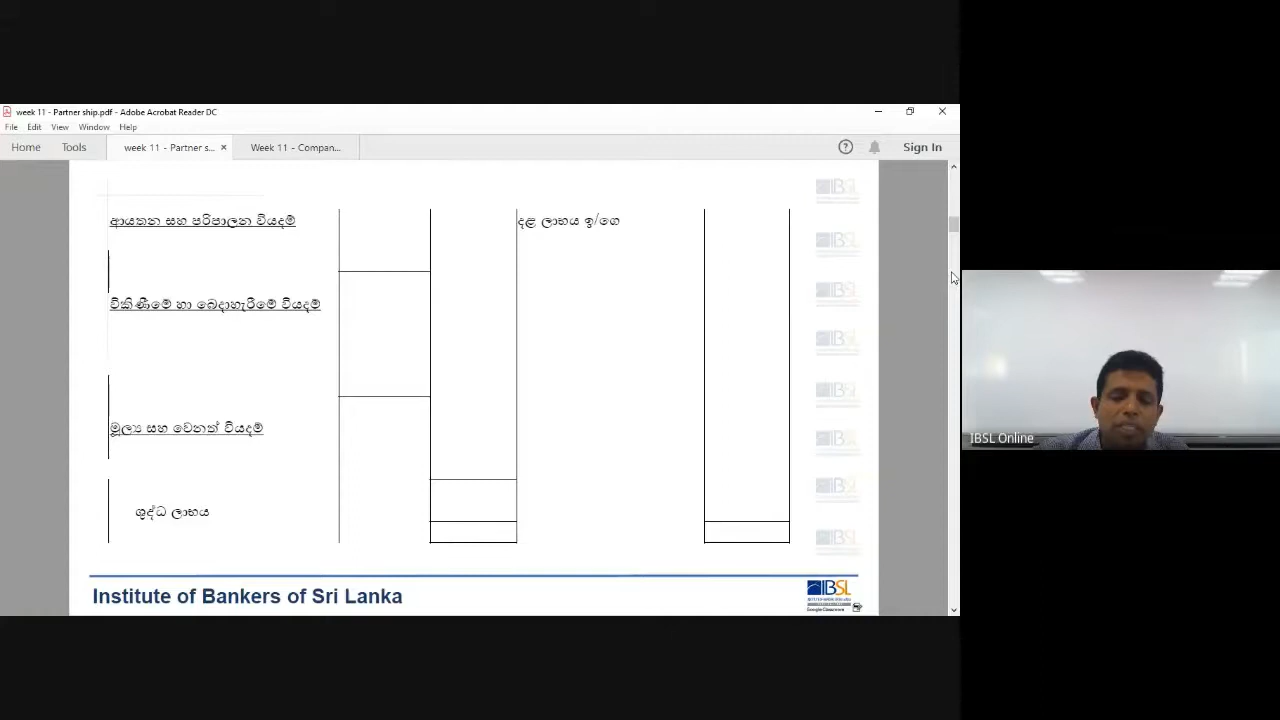 week 11 - Partner ship.pdf - Adobe Acrobat Reader DC
File Edit View Window Help
Home Tools week 11 - Partner s... × Week 11 - Compan... Sign In
ආයතන සහ පරිපාලන වියදම් දළ ලාභය ඉ/ගෙ
විකිණීමේ හා බෙදාහැරීමේ වියදම්
මූල්‍ය සහ වෙනත් වියදම්
ශුද්ධ ලාභය
Institute of Bankers of Sri Lanka
IBSL
IBSL Online